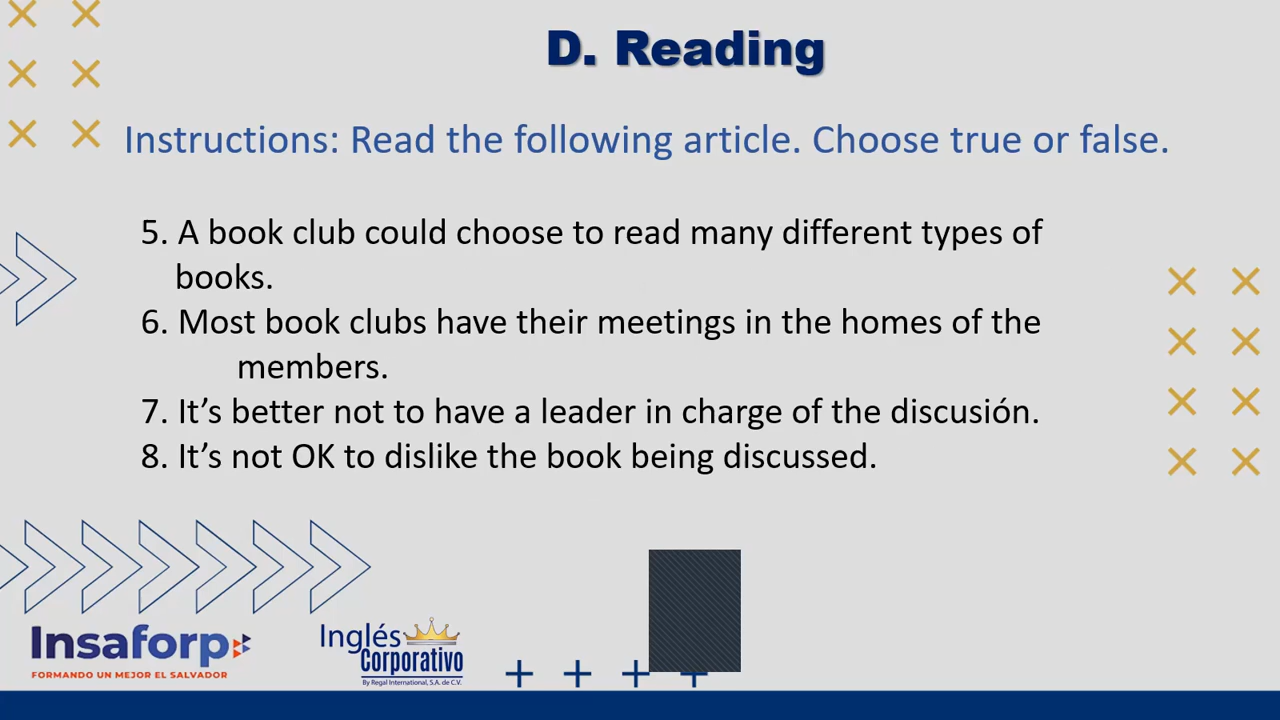 D. Reading
Instructions: Read the following article. Choose true or false.
5. A book club could choose to read many different types of
books.
6. Most book clubs have their meetings in the homes of the
members.
7. It’s better not to have a leader in charge of the discusión.
8. It’s not OK to dislike the book being discussed.
Insaforp
FORMANDO UN MEJOR EL SALVADOR
Inglés
Corporativo
By Regal International, S.A. de C.V.